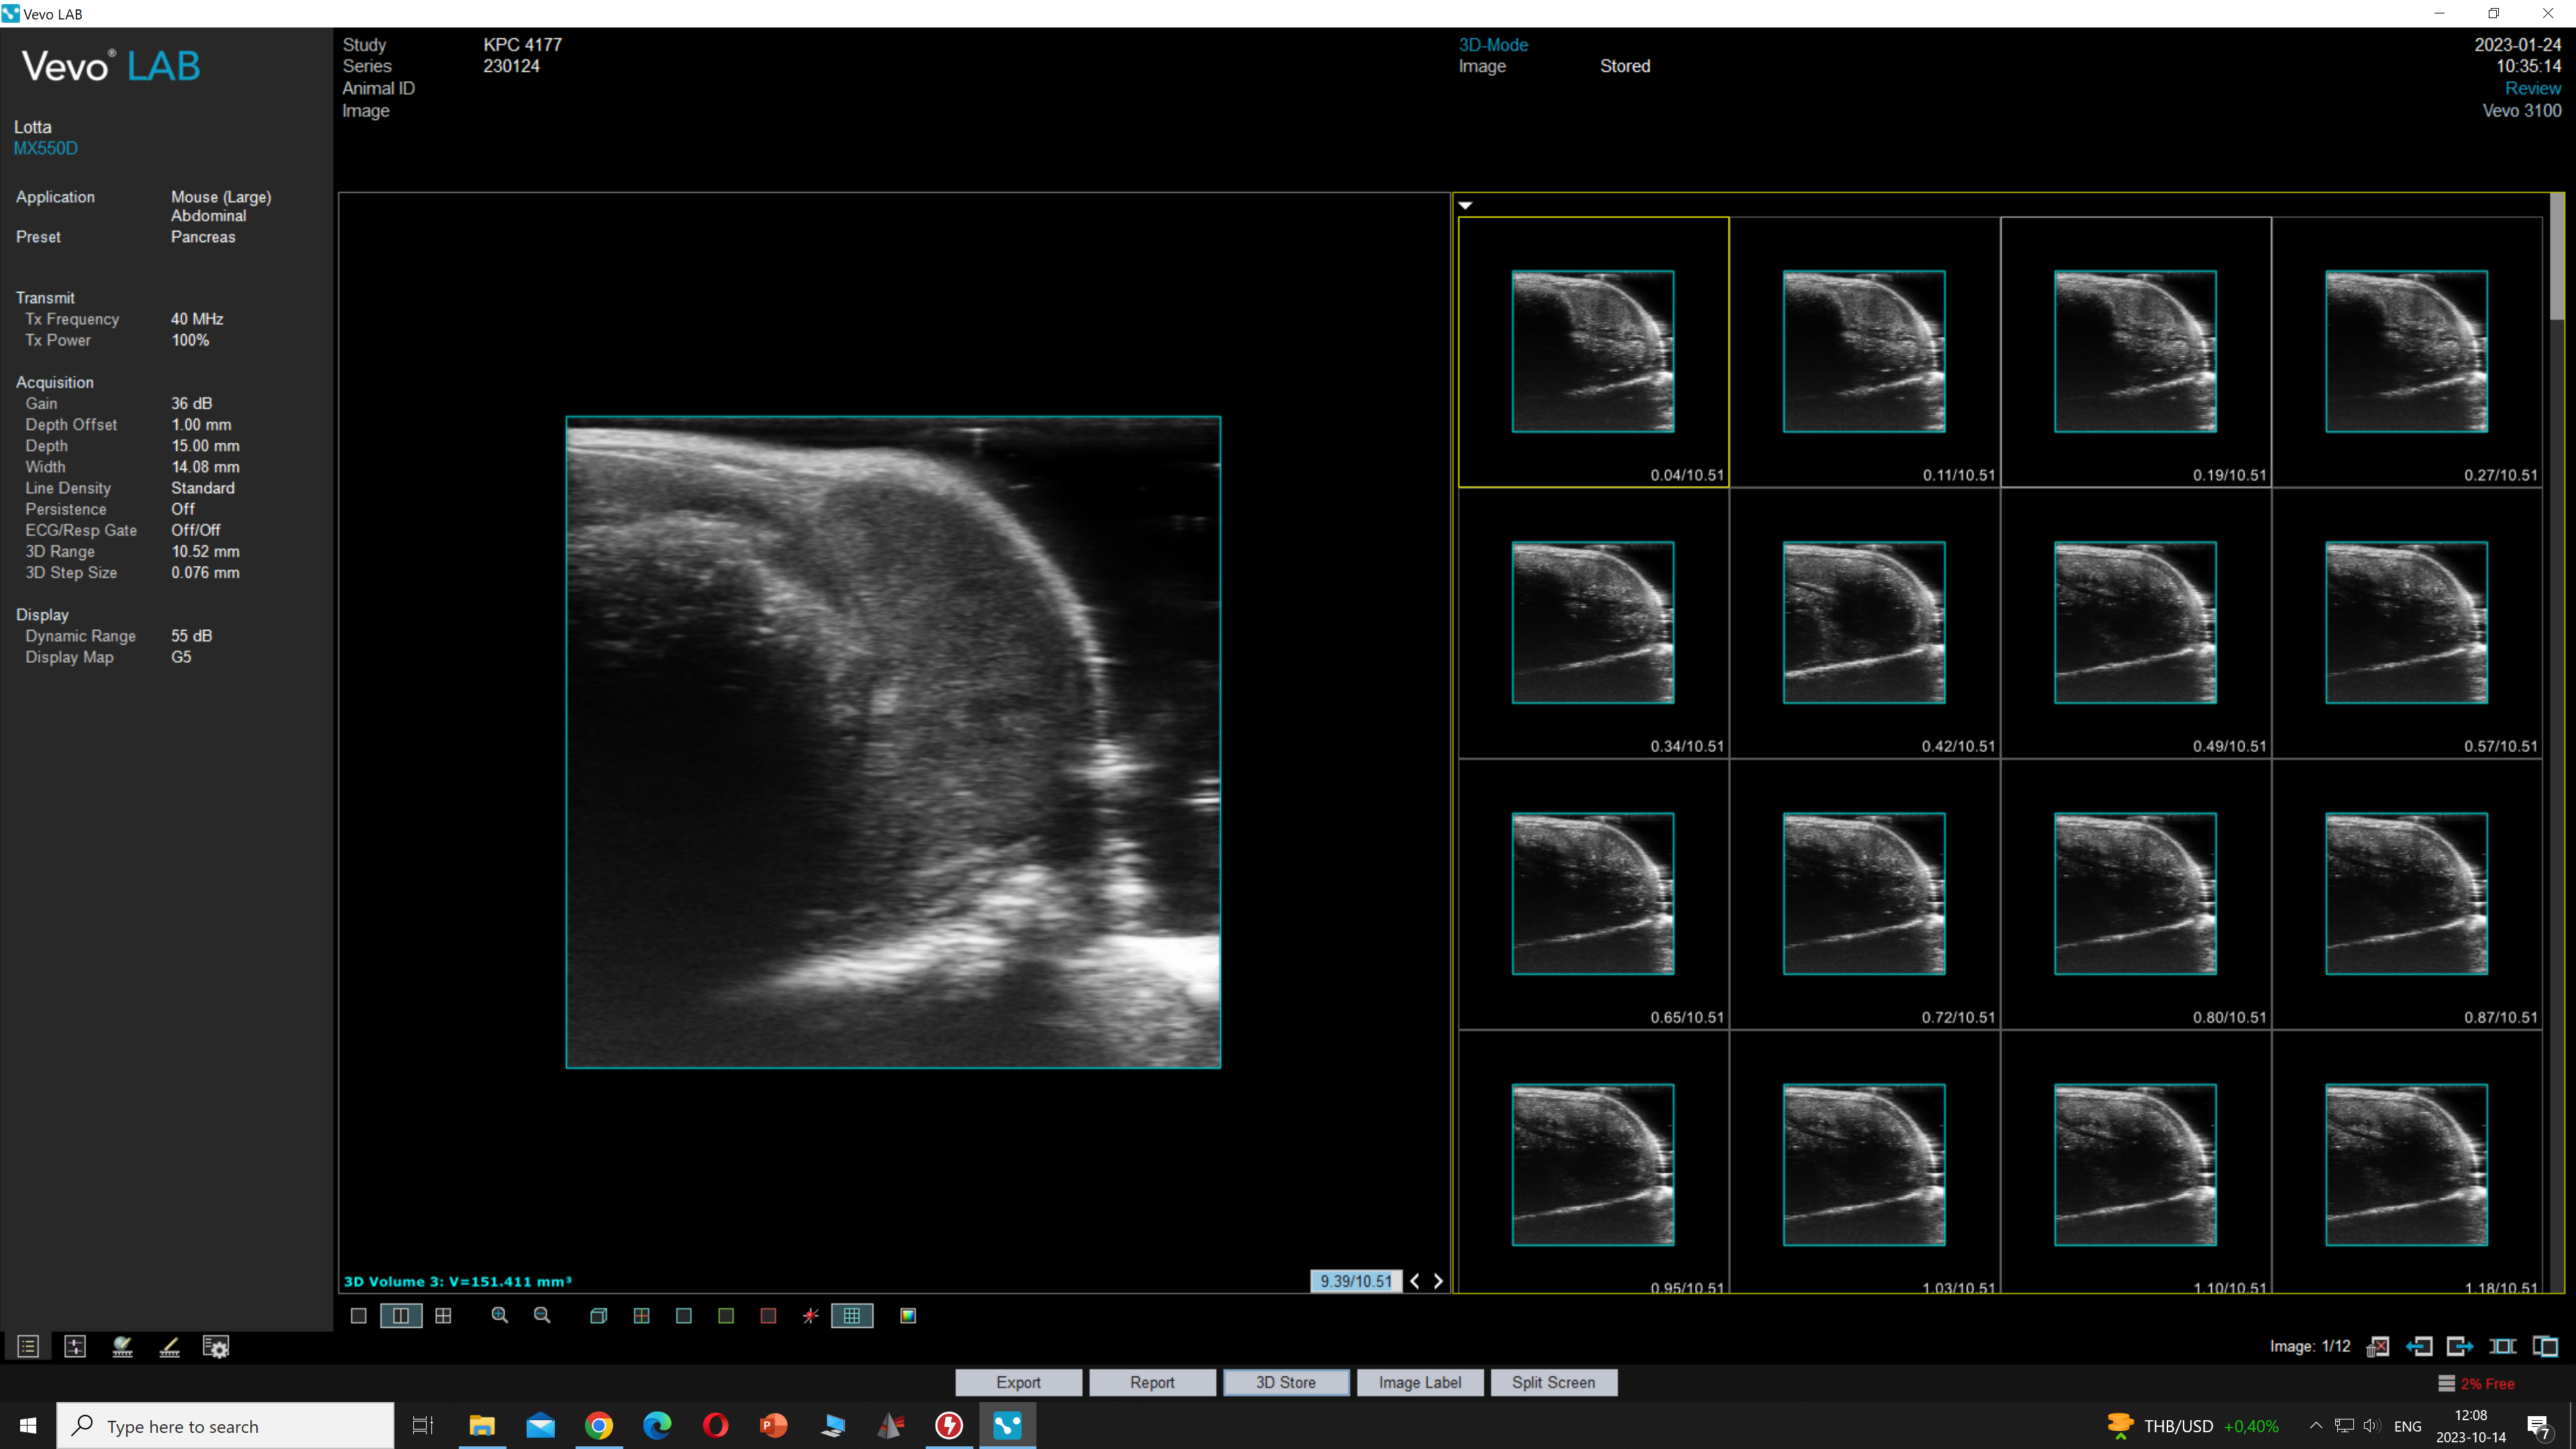 Vevo LAB
Vevo® LAB
Lotta
MX550D
Application Mouse (Large)
Abdominal
Preset Pancreas
Transmit
Tx Frequency 40 MHz
Tx Power 100%
Acquisition
Gain 36 dB
Depth Offset 1.00 mm
Depth 15.00 mm
Width 14.08 mm
Line Density Standard
Persistence Off
ECG/Resp Gate Off/Off
3D Range 10.52 mm
3D Step Size 0.076 mm
Display
Dynamic Range 55 dB
Display Map G5
Study KPC 4177
Series 230124
Animal ID
Image
3D-Mode
Image Stored
2023-01-24
10:35:14
Review
Vevo 3100
0.04/10.51 0.11/10.51 0.19/10.51 0.27/10.51
0.34/10.51 0.42/10.51 0.49/10.51 0.57/10.51
0.65/10.51 0.72/10.51 0.80/10.51 0.87/10.51
0.95/10.51 1.03/10.51 1.10/10.51 1.18/10.51
3D Volume 3: V=151.411 mm³
9.39/10.51
Image: 1/12
Export Report 3D Store Image Label Split Screen
2% Free
Type here to search
THB/USD +0,40%
ENG
12:08
2023-10-14
7